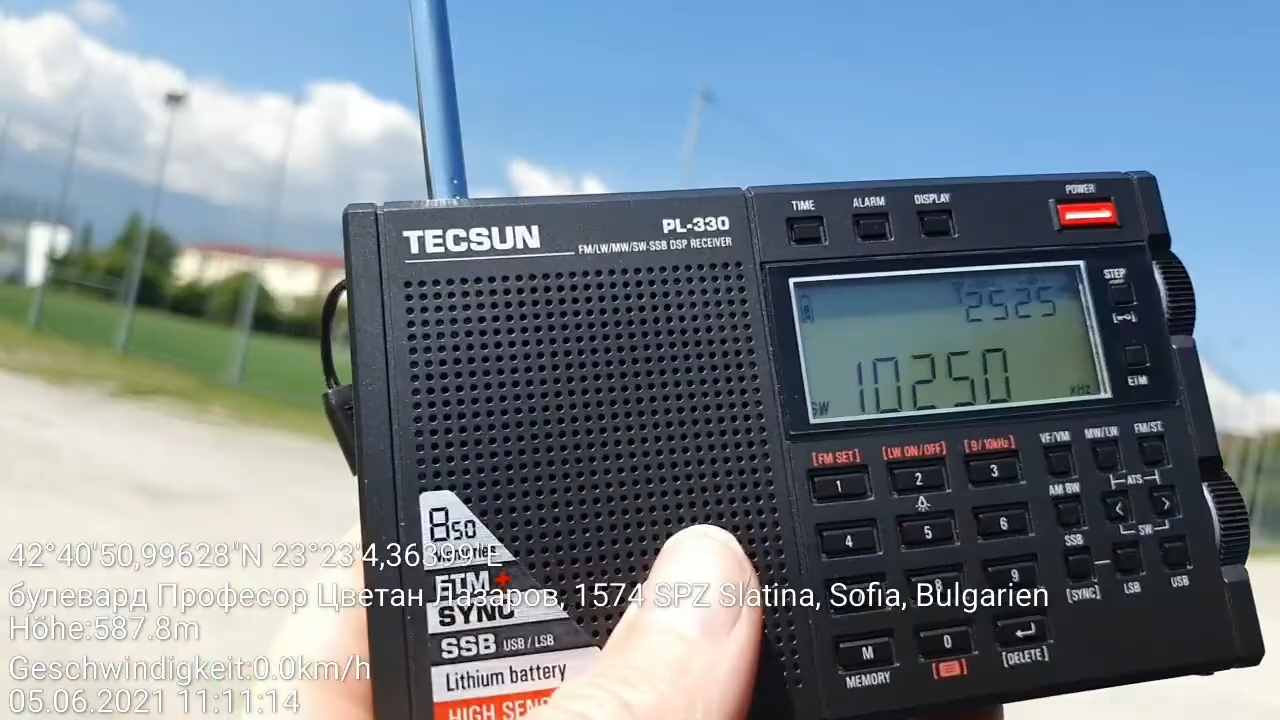 TECSUN
PL-330
FM/LW/MW/SW-SSB DSP RECEIVER
TIME
ALARM
DISPLAY
POWER
2525
SW 10250 KHz
STEP
ETM
[FM SET]
[LW ON/OFF]
[9/10kHz]
VF/VM
MW/LW
FM/ST.
1
2
3
ATS
AM BW
< >
SW
4
5
6
SSB
[SYNC]
LSB
USB
8
9
M
0
MEMORY
[DELETE]
850
ETM+
SYNC
SSB USB / LSB
Lithium battery
HIGH
42°40'50,99628"N 23°23'4,36399"E
булевард Професор Цветан Лазаров, 1574 SPZ Slatina, Sofia, Bulgarien
Höhe:587.8m
Geschwindigkeit:0.0km/h
05.06.2021 11:11:14